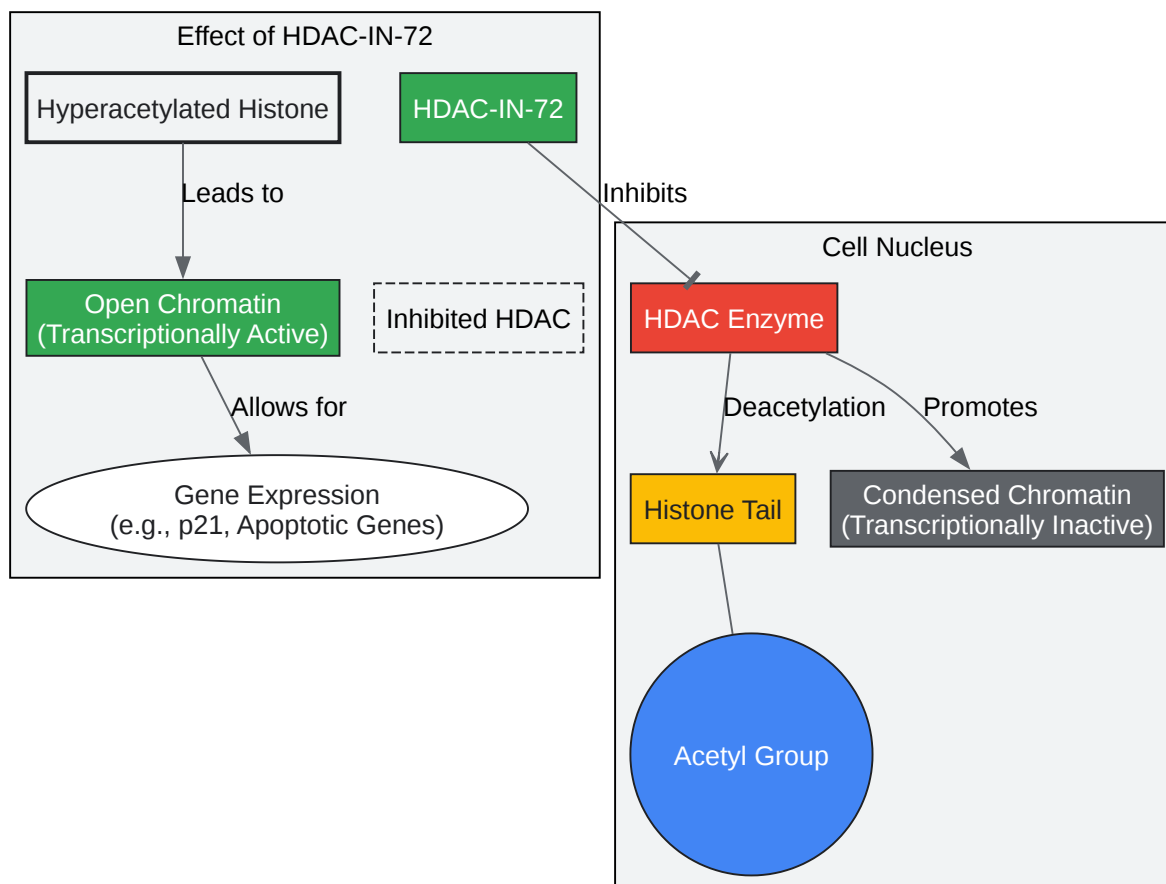 Effect of HDAC-IN-72
Hyperacetylated Histone
HDAC-IN-72
Leads to
Inhibits
Open Chromatin
(Transcriptionally Active)
Inhibited HDAC
Allows for
Gene Expression
(e.g., p21, Apoptotic Genes)
Cell Nucleus
HDAC Enzyme
Deacetylation
Promotes
Histone Tail
Condensed Chromatin
(Transcriptionally Inactive)
Acetyl Group